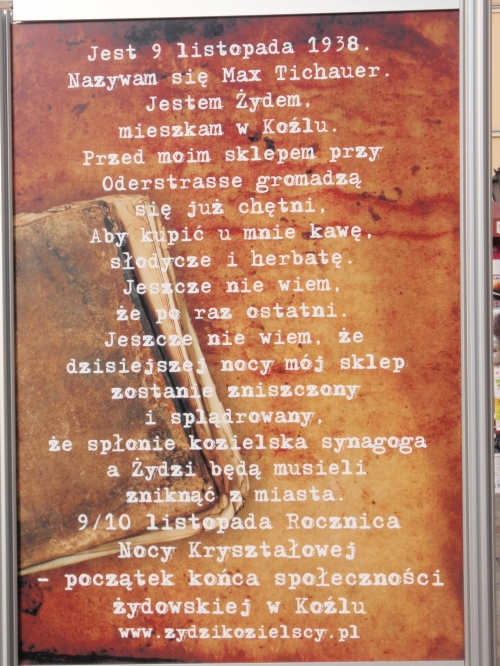 Jest 9 listopada 1938.
Nazywam się Max Tichauer.
Jestem Żydem,
mieszkam w Koźlu.
Przed moim sklepem przy
Oderstrasse gromadzą
się już chętni,
Aby kupić u mnie kawę,
słodycze i herbatę.
Jeszcze nie wiem,
że po raz ostatni.
Jeszcze nie wiem, że
dzisiejszej nocy mój sklep
zostanie zniszczony
i splądrowany,
że spłonie kozielska synagoga
a Żydzi będą musieli
zniknąć z miasta.
9/10 listopada Rocznica
Nocy Kryształowej
- początek końca społeczności
żydowskiej w Koźlu
www.zydzikozielscy.pl